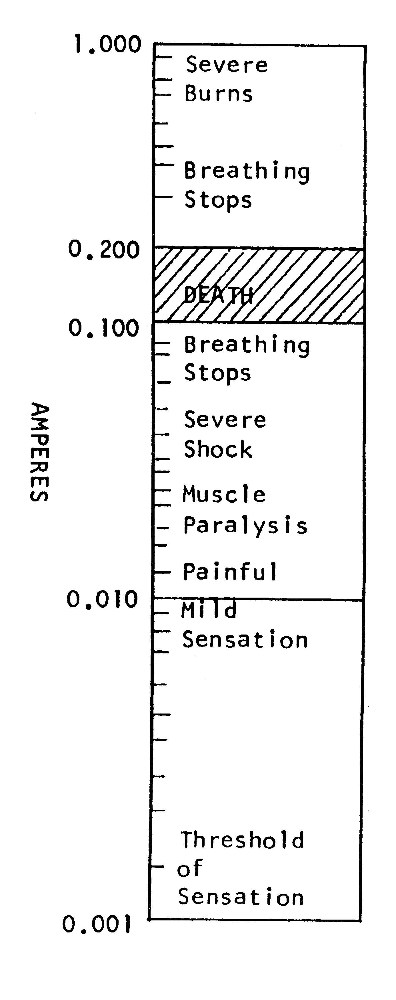 1.000
Severe
Burns
Breathing
Stops
0.200
DEATH
0.100
Breathing
Stops
AMPERES
Severe
Shock
Muscle
Paralysis
Painful
0.010
Mild
Sensation
Threshold
of
Sensation
0.001